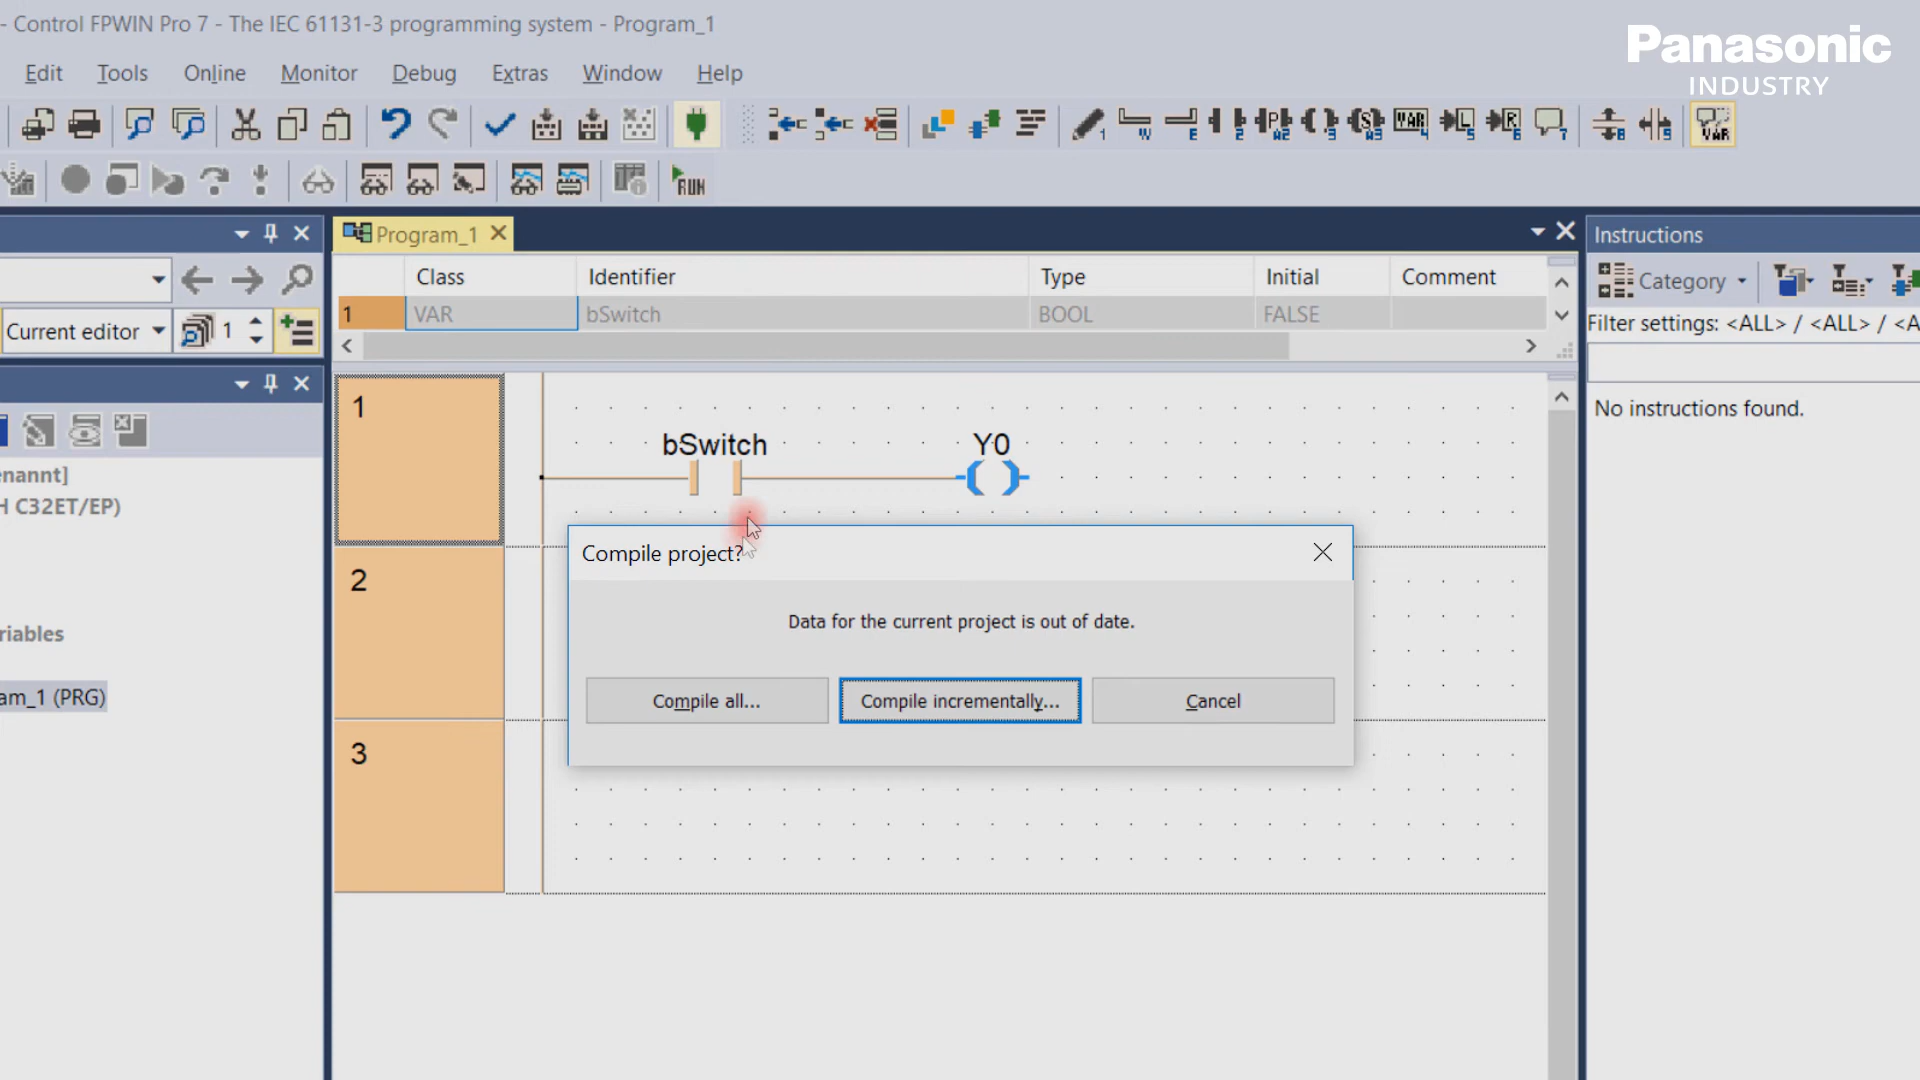 - Control FPWIN Pro 7 - The IEC 61131-3 programming system - Program_1
Panasonic
INDUSTRY
Edit Tools Online Monitor Debug Extras Window Help
RUN
Program_1
Instructions
Class Identifier Type Initial Comment
Category
1 VAR bSwitch BOOL FALSE
Current editor 1
Filter settings: <ALL> / <ALL> / <A
1
No instructions found.
bSwitch Y0
enannt]
H C32ET/EP)
Compile project?
2
Data for the current project is out of date.
riables
am_1 (PRG)
Compile all... Compile incrementally... Cancel
3